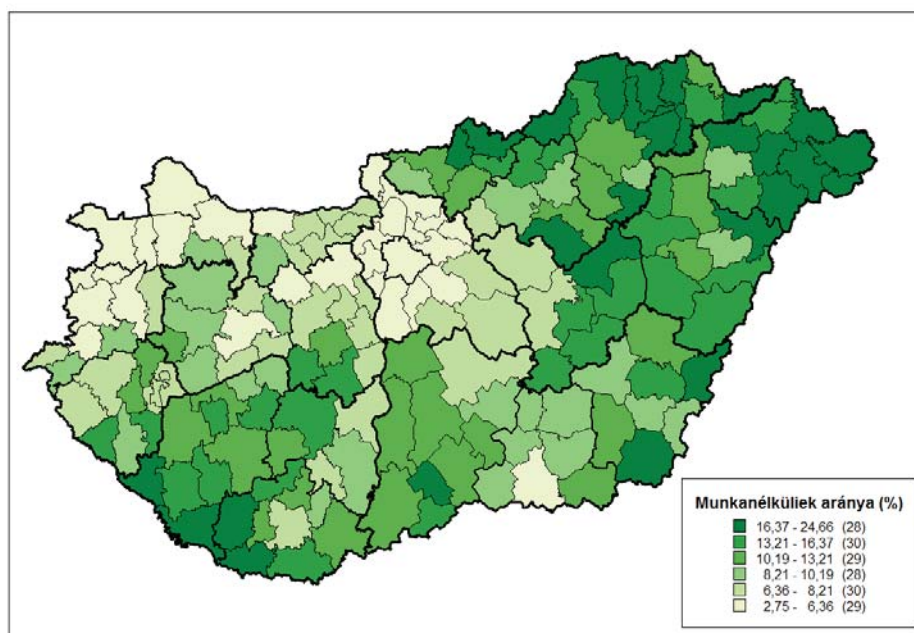 Munkanélküliek aránya (%)
16,37 - 24,66 (28)
13,21 - 16,37 (30)
10,19 - 13,21 (29)
8,21 - 10,19 (28)
6,36 - 8,21 (30)
2,75 - 6,36 (29)